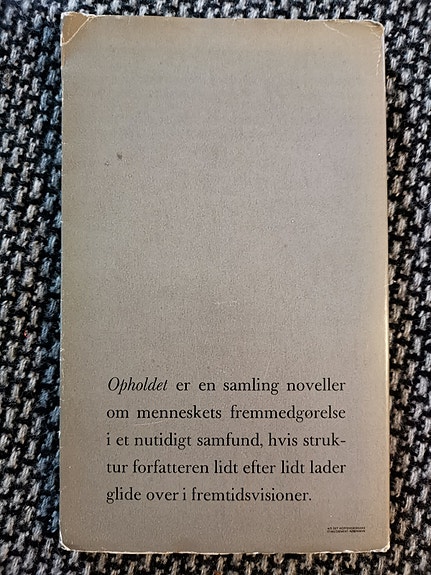 Opholdet er en samling noveller
om menneskets fremmedgørelse
i et nutidigt samfund, hvis struk-
tur forfatteren lidt efter lidt lader
glide over i fremtidsvisioner.